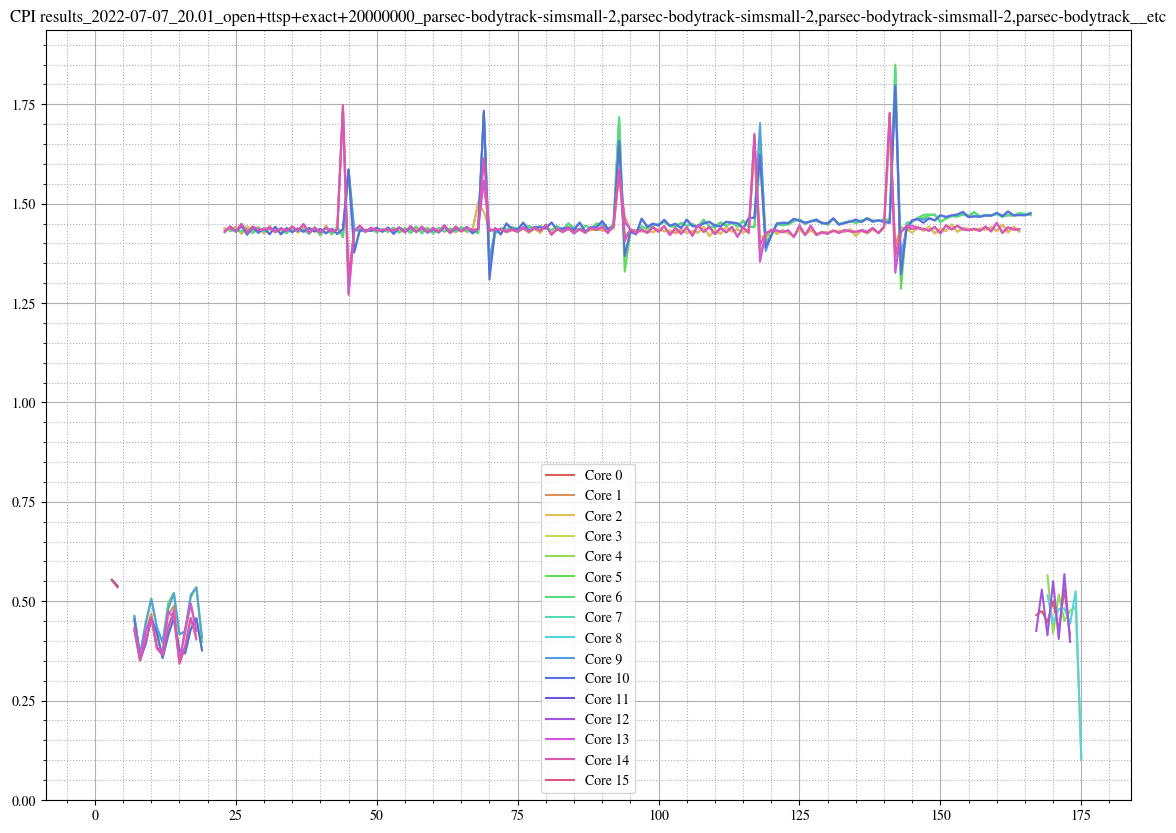 CPI results_2022-07-07_20.01_open+ttsp+exact+20000000_parsec-bodytrack-simsmall-2,parsec-bodytrack-simsmall-2,parsec-bodytrack-simsmall-2,parsec-bodytrack__etc
1.75
1.50
1.25
1.00
0.75
0.50
0.25
0.00
Core 0
Core 1
Core 2
Core 3
Core 4
Core 5
Core 6
Core 7
Core 8
Core 9
Core 10
Core 11
Core 12
Core 13
Core 14
Core 15
0 25 50 75 100 125 150 175